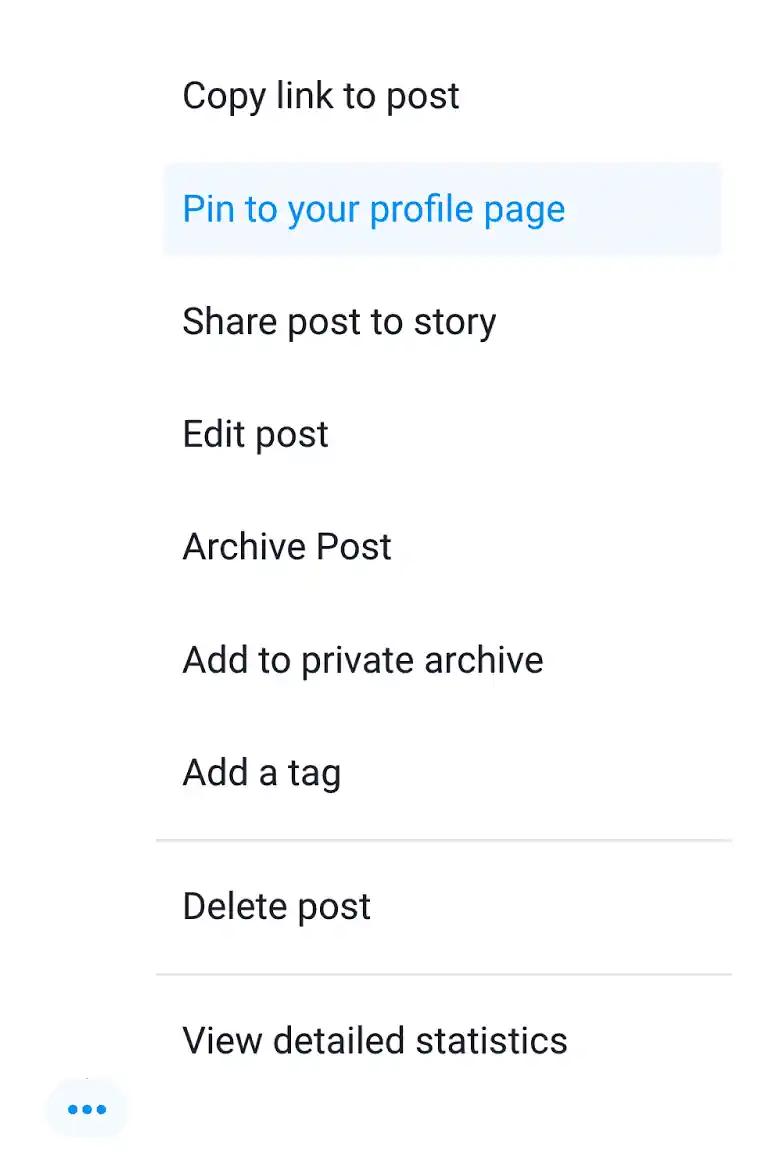 Copy link to post
Pin to your profile page
Share post to story
Edit post
Archive Post
Add to private archive
Add a tag
Delete post
View detailed statistics